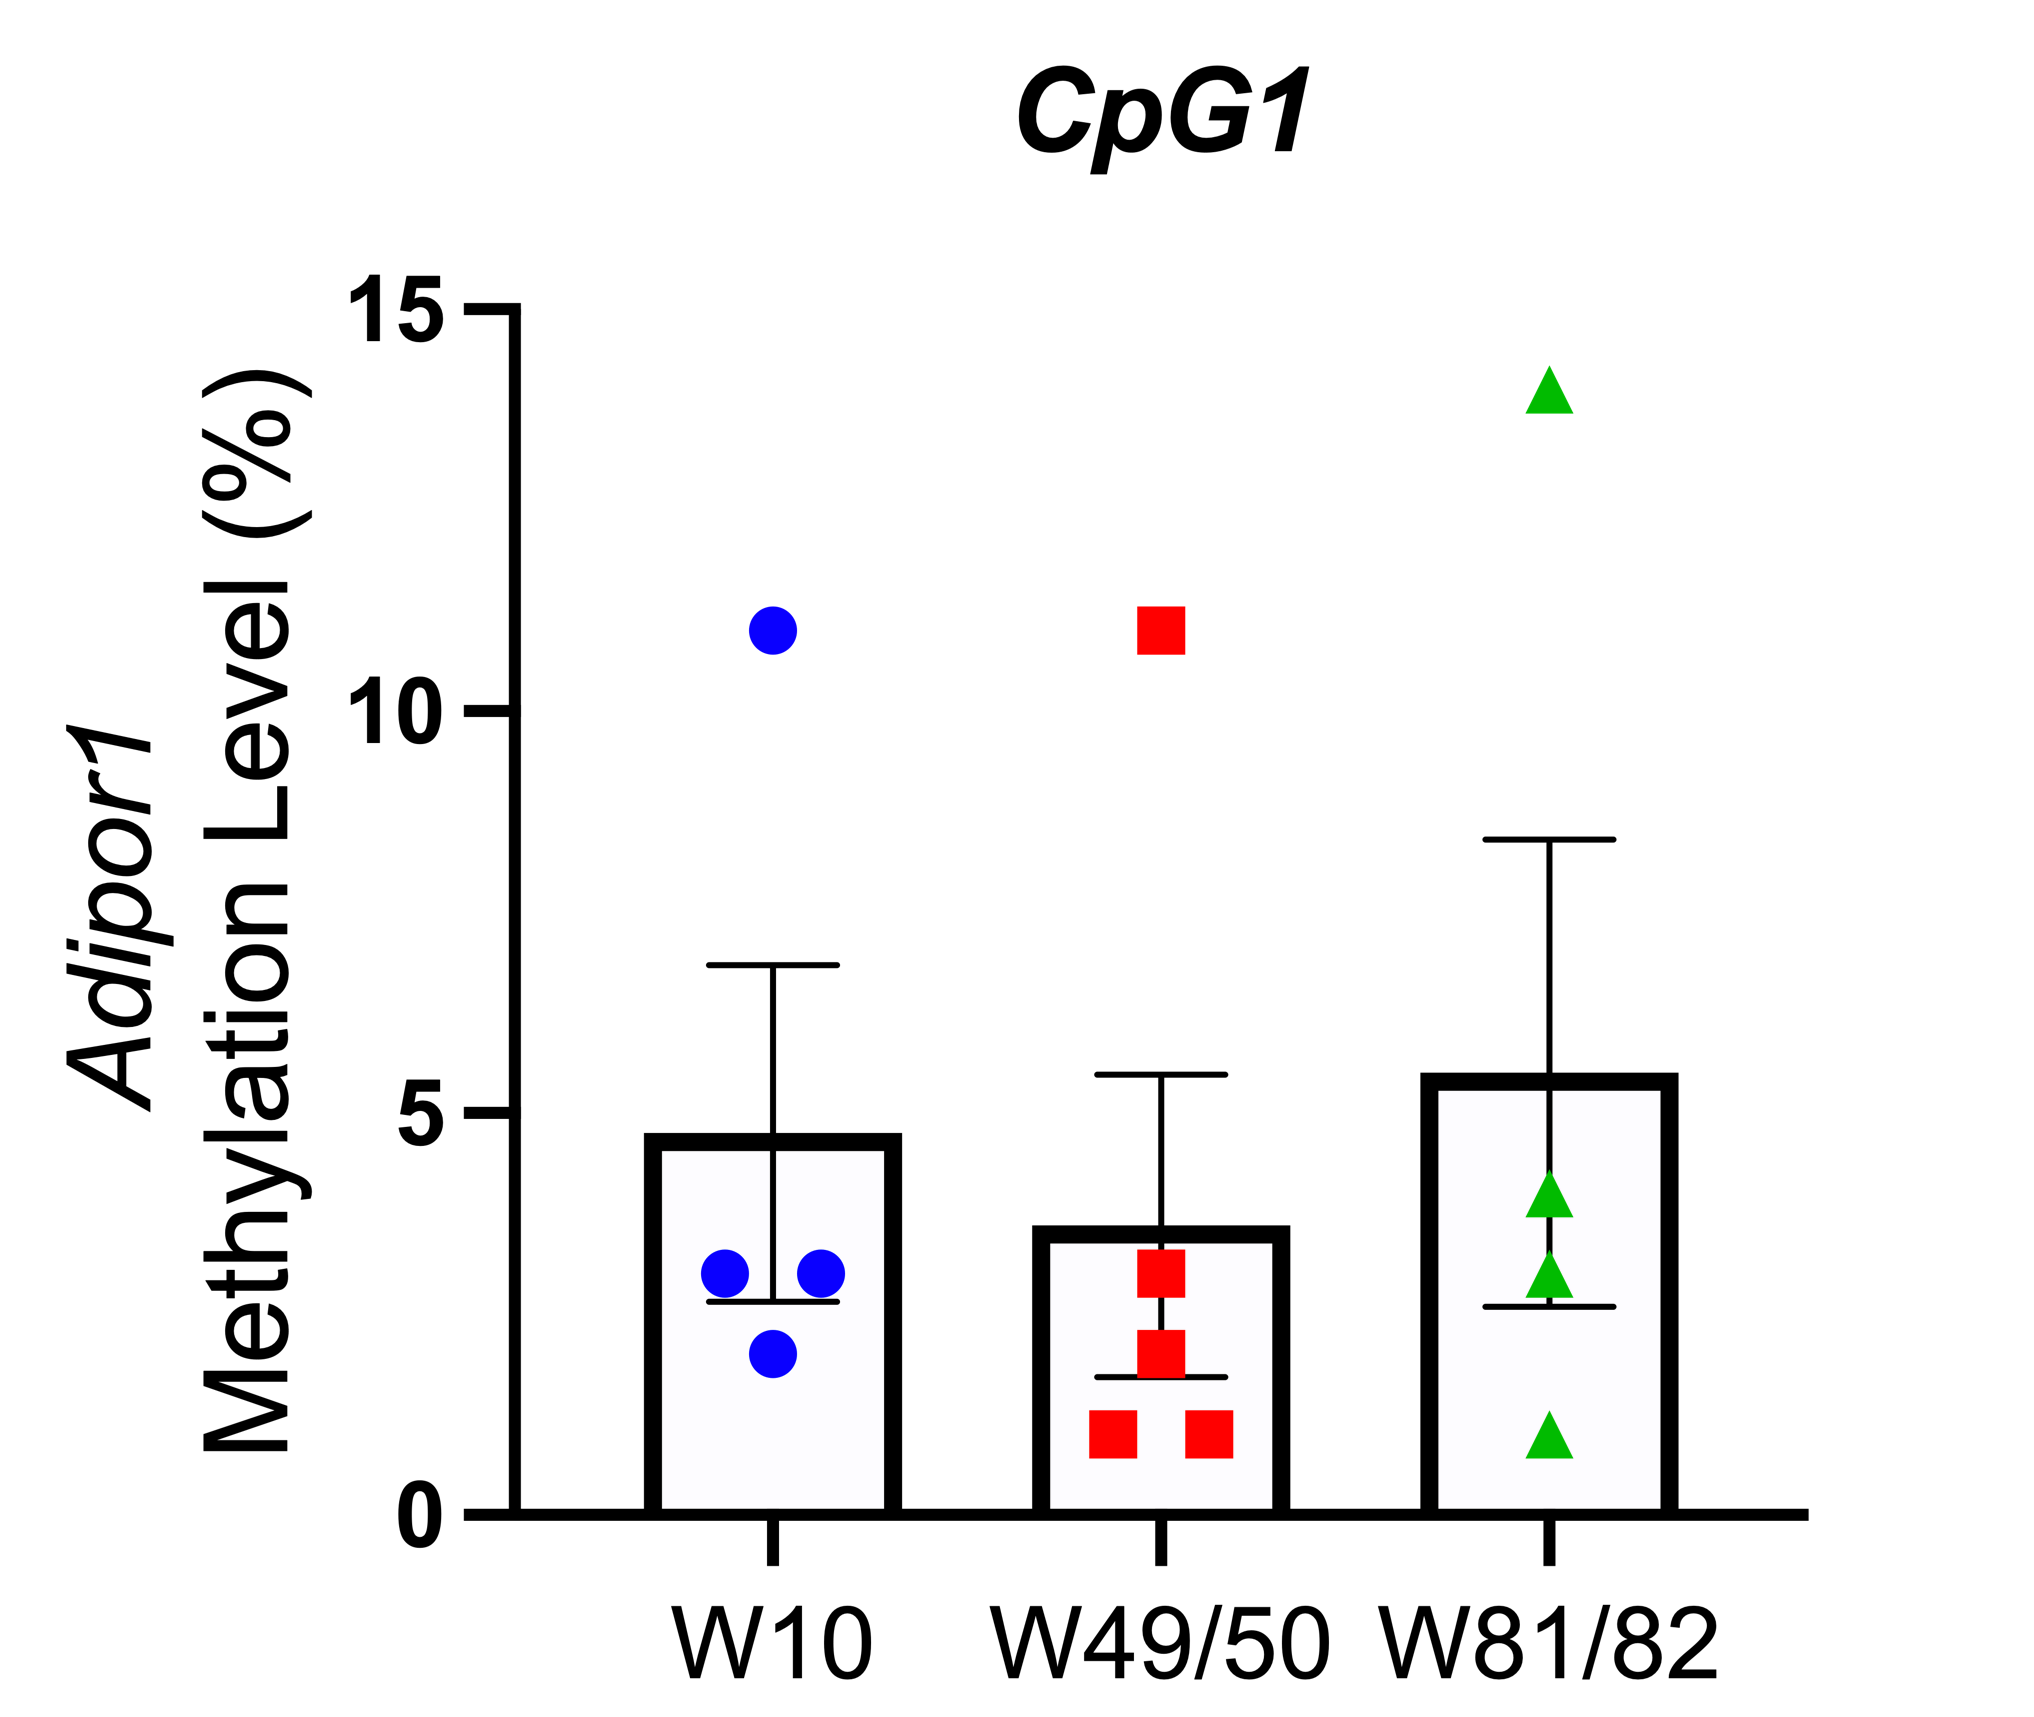 CpG1
Adipor1
Methylation Level (%)
15
10
5
0
W10
W49/50
W81/82